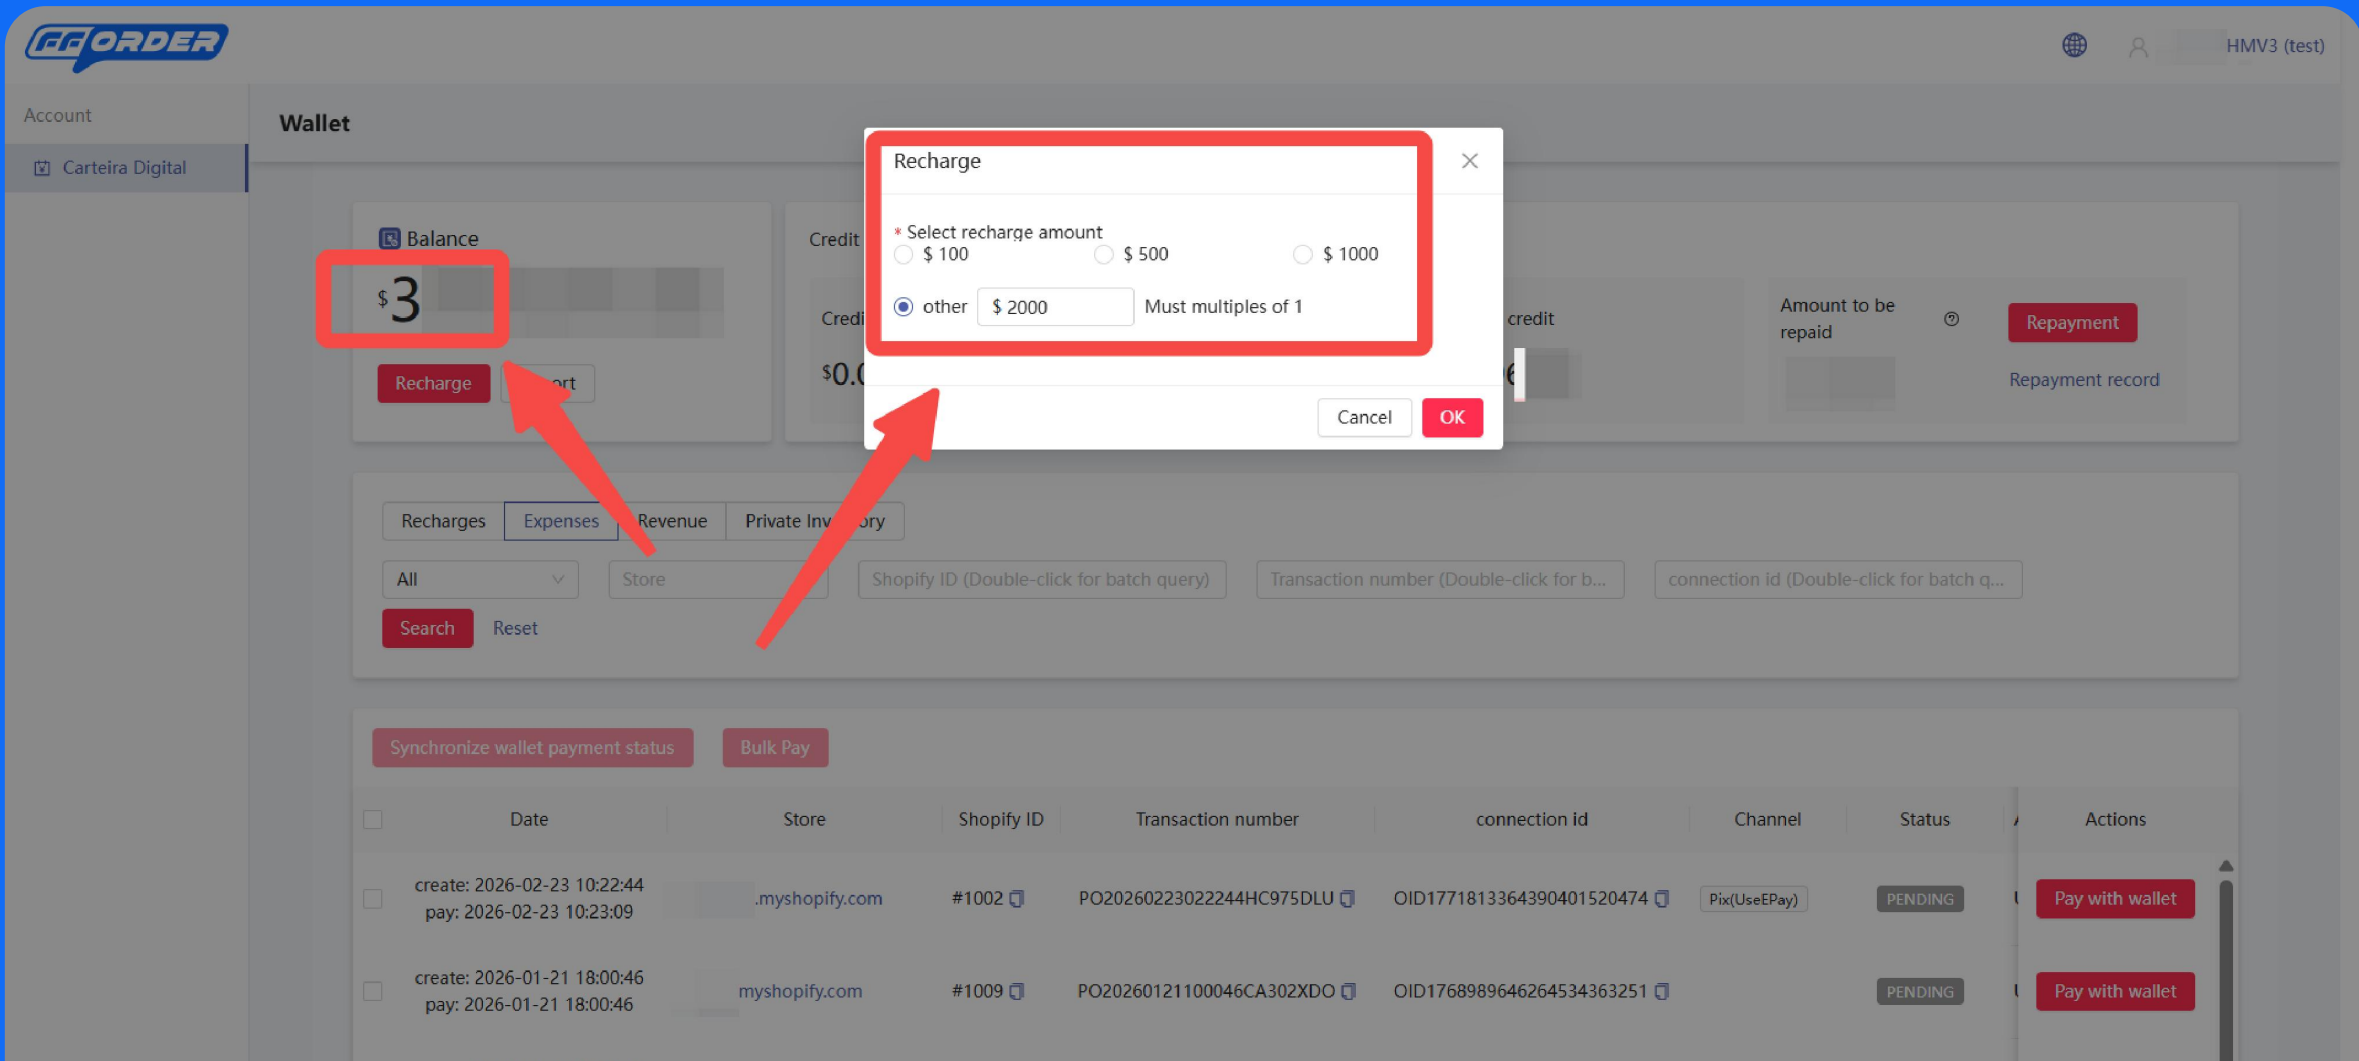 FFORDER
HMV3 (test)
Account
Carteira Digital
Wallet
Recharge
* Select recharge amount
$ 100
$ 500
$ 1000
other
$ 2000
Must multiples of 1
Cancel
OK
Balance
$3
Recharge
Credit
$0.0
credit
Amount to be
repaid
Repayment
Repayment record
Recharges
Expenses
Revenue
Private
All
Store
Shopify ID (Double-click for batch query)
Transaction number (Double-click for b...
connection id (Double-click for batch q...
Search
Reset
Synchronize wallet payment status
Bulk Pay
Date
Store
Shopify ID
Transaction number
connection id
Channel
Status
Actions
create: 2026-02-23 10:22:44
pay: 2026-02-23 10:23:09
.myshopify.com
#1002
PO20260223022244HC975DLU
OID1771813364390401520474
Pix(UseEPay)
PENDING
Pay with wallet
create: 2026-01-21 18:00:46
pay: 2026-01-21 18:00:46
myshopify.com
#1009
PO20260121100046CA302XDO
OID1768989646264534363251
PENDING
Pay with wallet